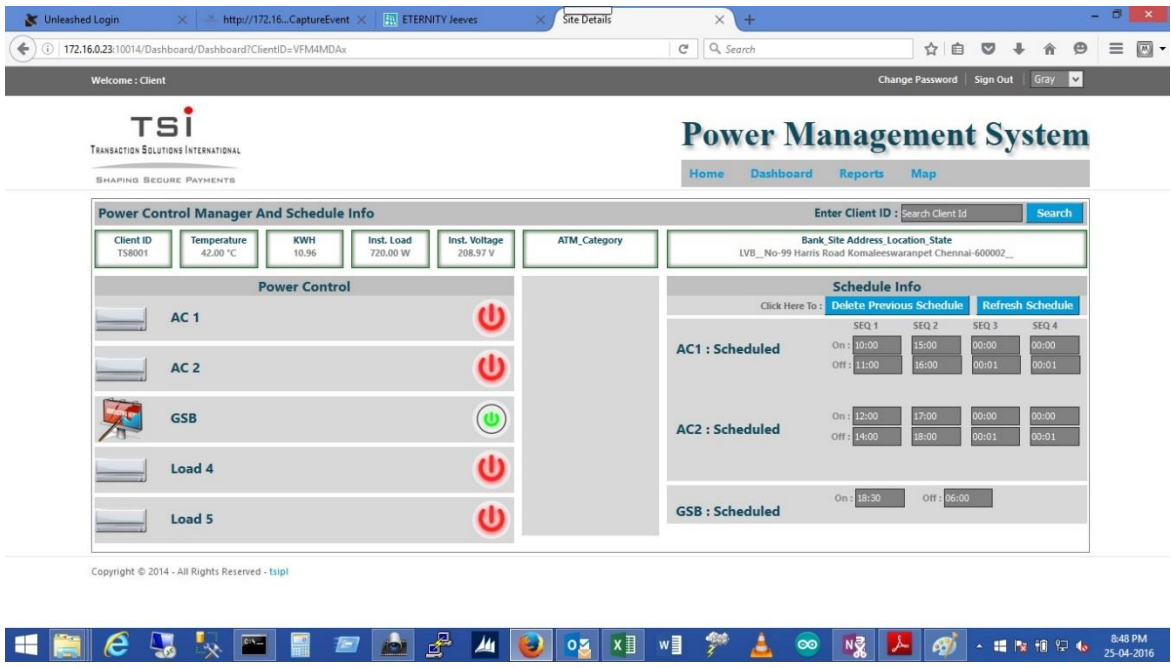 Unleashed Login
http://172.16...CaptureEvent
ETERNITY Jeeves
Site Details
172.16.0.23:10014/Dashboard/Dashboard?ClientID=VFM4MDAx
Search
Welcome : Client
Change Password
Sign Out
Gray
TSi
TRANSACTION SOLUTIONS INTERNATIONAL
SHAPING SECURE PAYMENTS
Power Management System
Home Dashboard Reports Map
Power Control Manager And Schedule Info
Enter Client ID : Search Client Id Search
Client ID
TS8001
Temperature
42.00 °C
KWH
10.96
Inst. Load
720.00 W
Inst. Voltage
208.97 V
ATM_Category
Bank_Site Address_Location_State
LVB__No-99 Harris Road Komaleeswaranpet Chennai-600002__
Power Control
AC 1
AC 2
GSB
Load 4
Load 5
Schedule Info
Click Here To : Delete Previous Schedule Refresh Schedule
SEQ 1 SEQ 2 SEQ 3 SEQ 4
AC1 : Scheduled
On : 10:00 15:00 00:00 00:00
Off : 11:00 16:00 00:01 00:01
AC2 : Scheduled
On : 12:00 17:00 00:00 00:00
Off : 14:00 18:00 00:01 00:01
GSB : Scheduled
On : 18:30 Off : 06:00
Copyright © 2014 - All Rights Reserved - tsipl
8:48 PM
25-04-2016